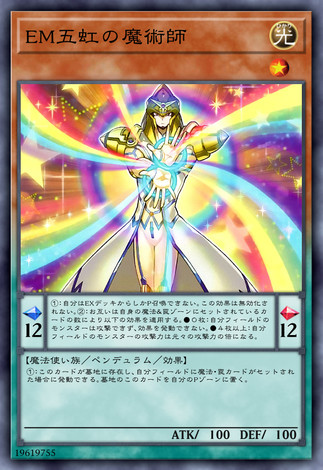 EM五虹の魔術師
光
①：自分はEXデッキからしかP召喚できない。この効果は無効化さ
れない。②：お互いは自身の魔法&罠ゾーンにセットされているカ
ードの数により以下の効果を適用する。●0枚：自分フィールドの
モンスターは攻撃できず、効果を発動できない。●4枚以上：自分
フィールドのモンスターの攻撃力は元々の攻撃力の倍になる。
12
12
【魔法使い族／ペンデュラム／効果】
①：このカードが墓地に存在し、自分フィールドに魔法・罠カードがセットされ
た場合に発動できる。墓地のこのカードを自分のPゾーンに置く。
ATK/ 100 DEF/ 100
19619755